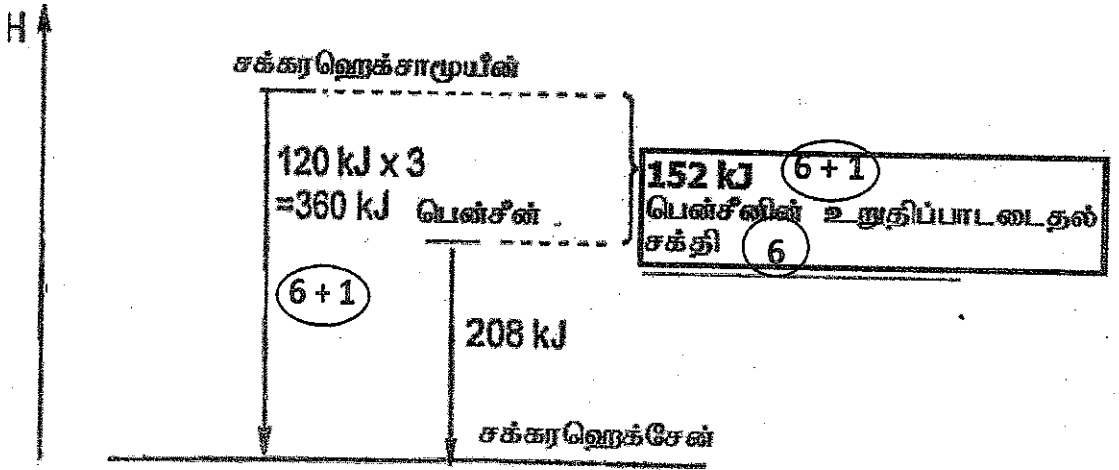 H
சக்கரஹெக்சாமூயீன்
120 kJ x 3
=360 kJ
பென்சீன்
152 kJ
6 + 1
பென்சீனின் உறுதிப்பாடடைதல்
சக்தி
6
6 + 1
208 kJ
சக்கரஹெக்சேன்